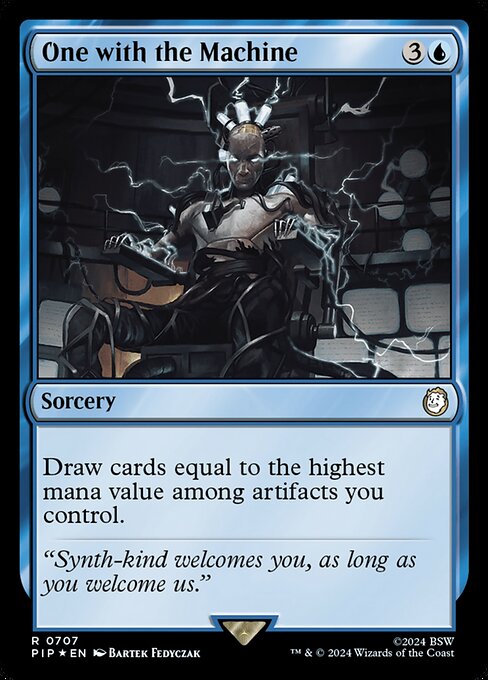 One with the Machine 3
Sorcery
Draw cards equal to the highest
mana value among artifacts you
control.
“Synth-kind welcomes you, as long as
you welcome us.”
R 0707
PIP ★ EN Bartek Fedyczak
©2024 BSW
™ & © 2024 Wizards of the Coast